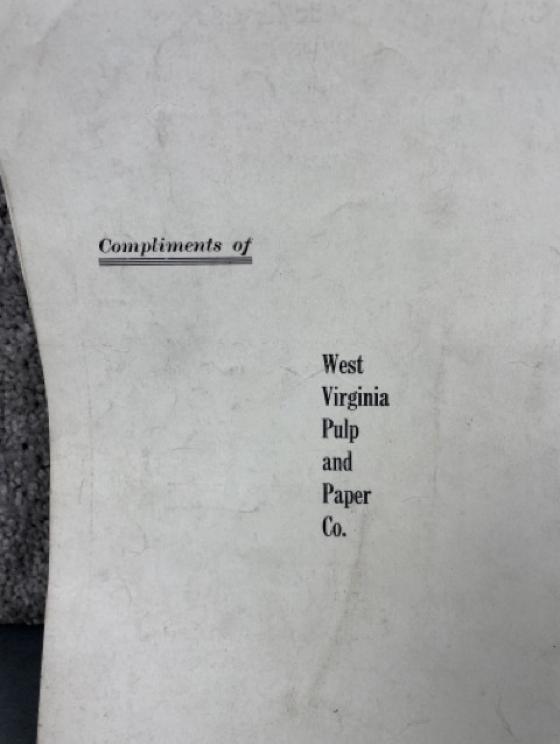 Compliments of
West
Virginia
Pulp
and
Paper
Co.